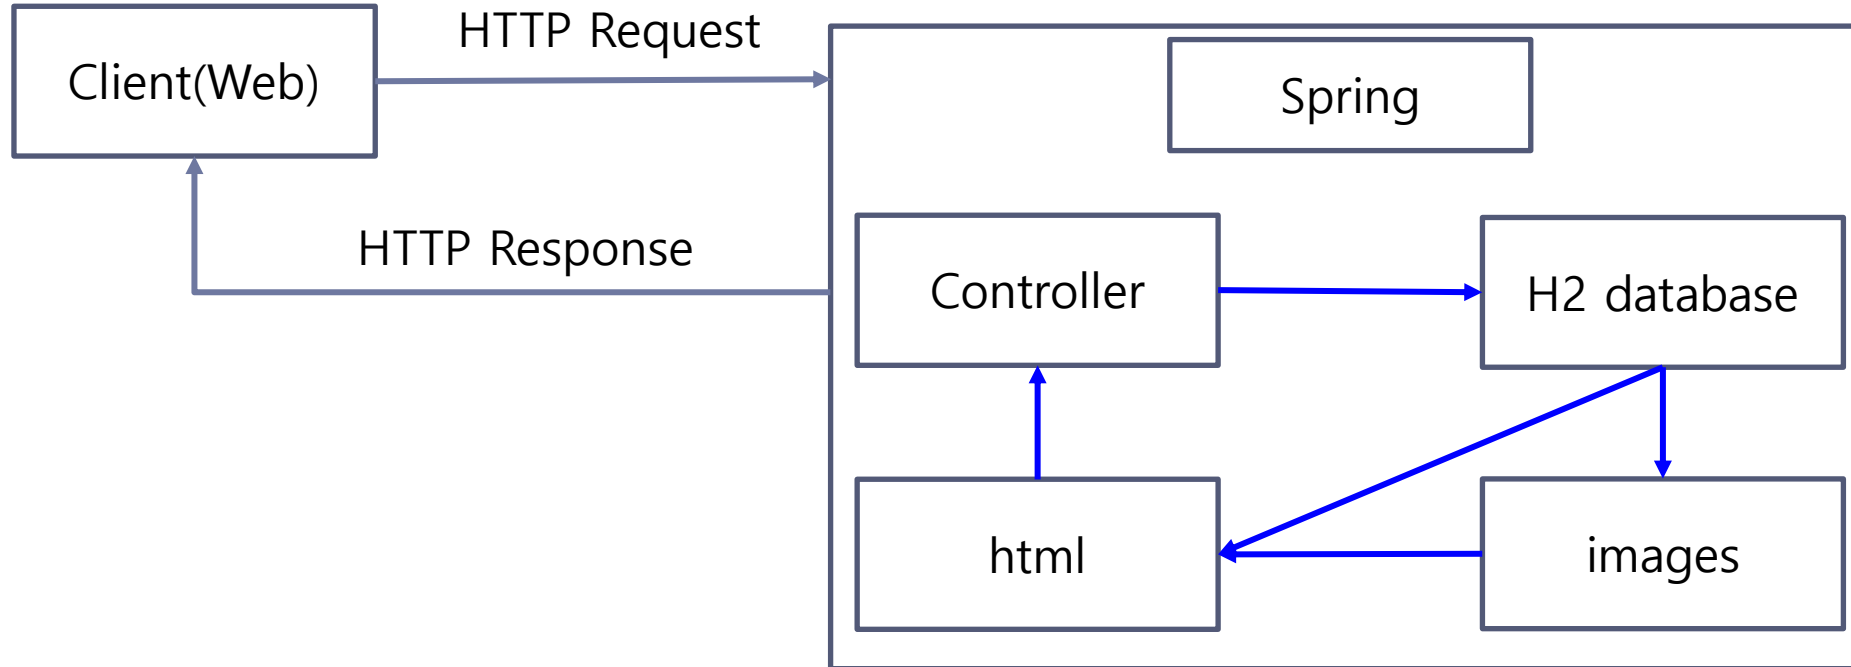 HTTP Request
Client(Web)
Spring
HTTP Response
Controller
H2 database
html
images